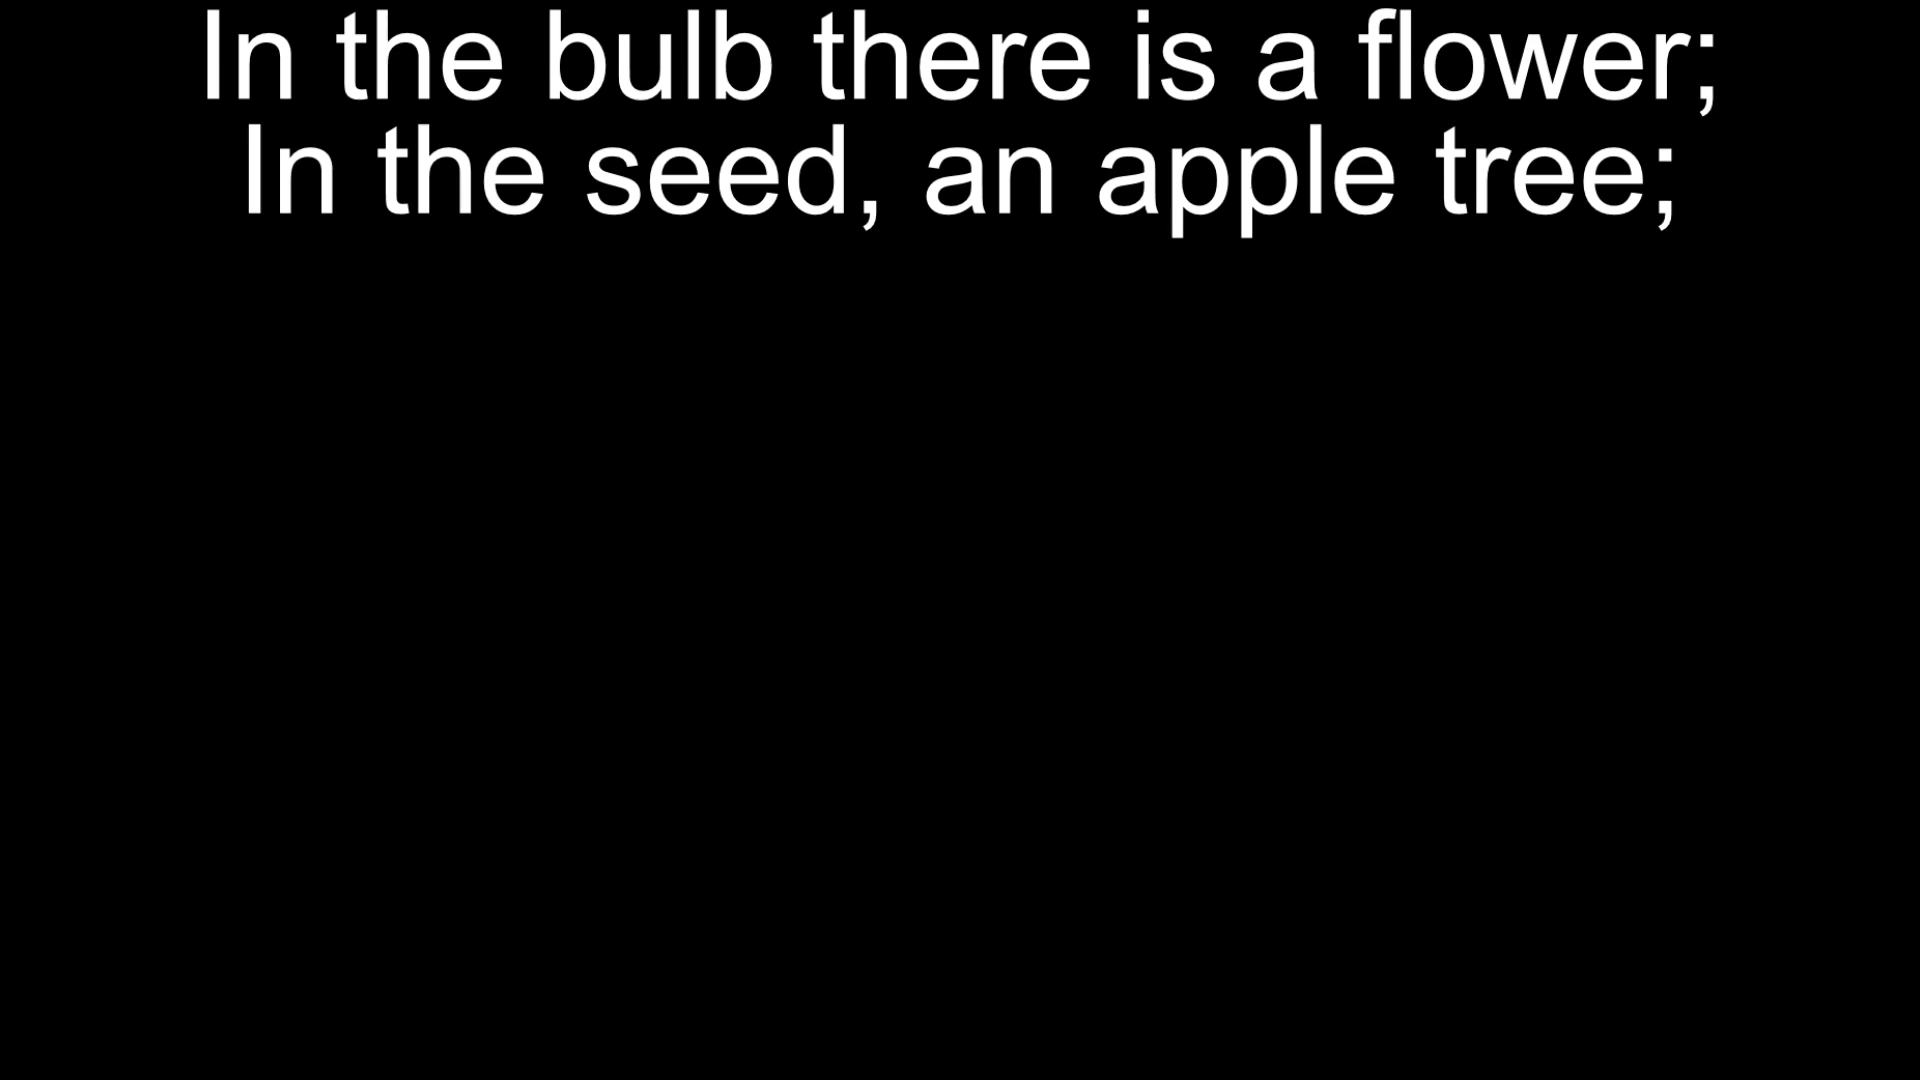 In the bulb there is a flower;
In the seed, an apple tree;